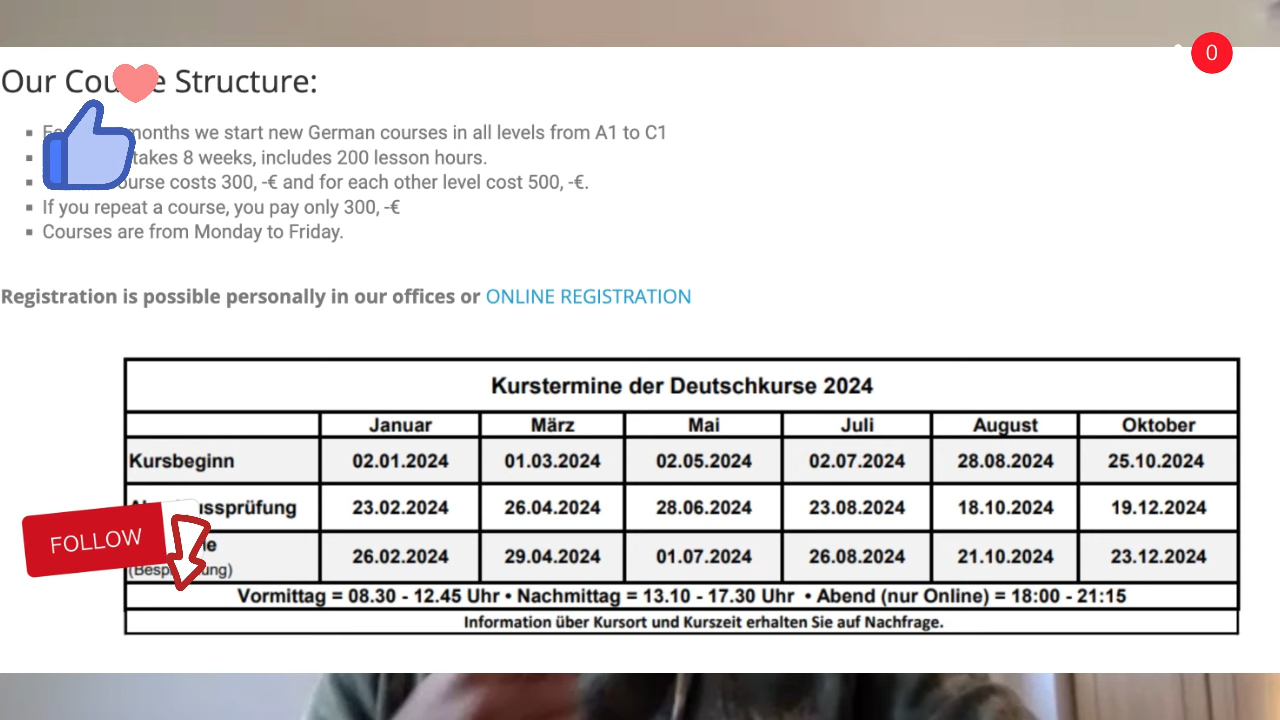 0
Our Structure:
months we start new German courses in all levels from A1 to C1
takes 8 weeks, includes 200 lesson hours.
costs 300, -€ and for each other level cost 500, -€.
If you repeat a course, you pay only 300, -€
Courses are from Monday to Friday.
Registration is possible personally in our offices or ONLINE REGISTRATION
Kurstermine der Deutschkurse 2024
Januar März Mai Juli August Oktober
Kursbeginn 02.01.2024 01.03.2024 02.05.2024 02.07.2024 28.08.2024 25.10.2024
23.02.2024 26.04.2024 28.06.2024 23.08.2024 18.10.2024 19.12.2024
FOLLOW
26.02.2024 29.04.2024 01.07.2024 26.08.2024 21.10.2024 23.12.2024
Vormittag = 08.30 - 12.45 Uhr • Nachmittag = 13.10 - 17.30 Uhr • Abend (nur Online) = 18:00 - 21:15
Information über Kursort und Kurszeit erhalten Sie auf Nachfrage.